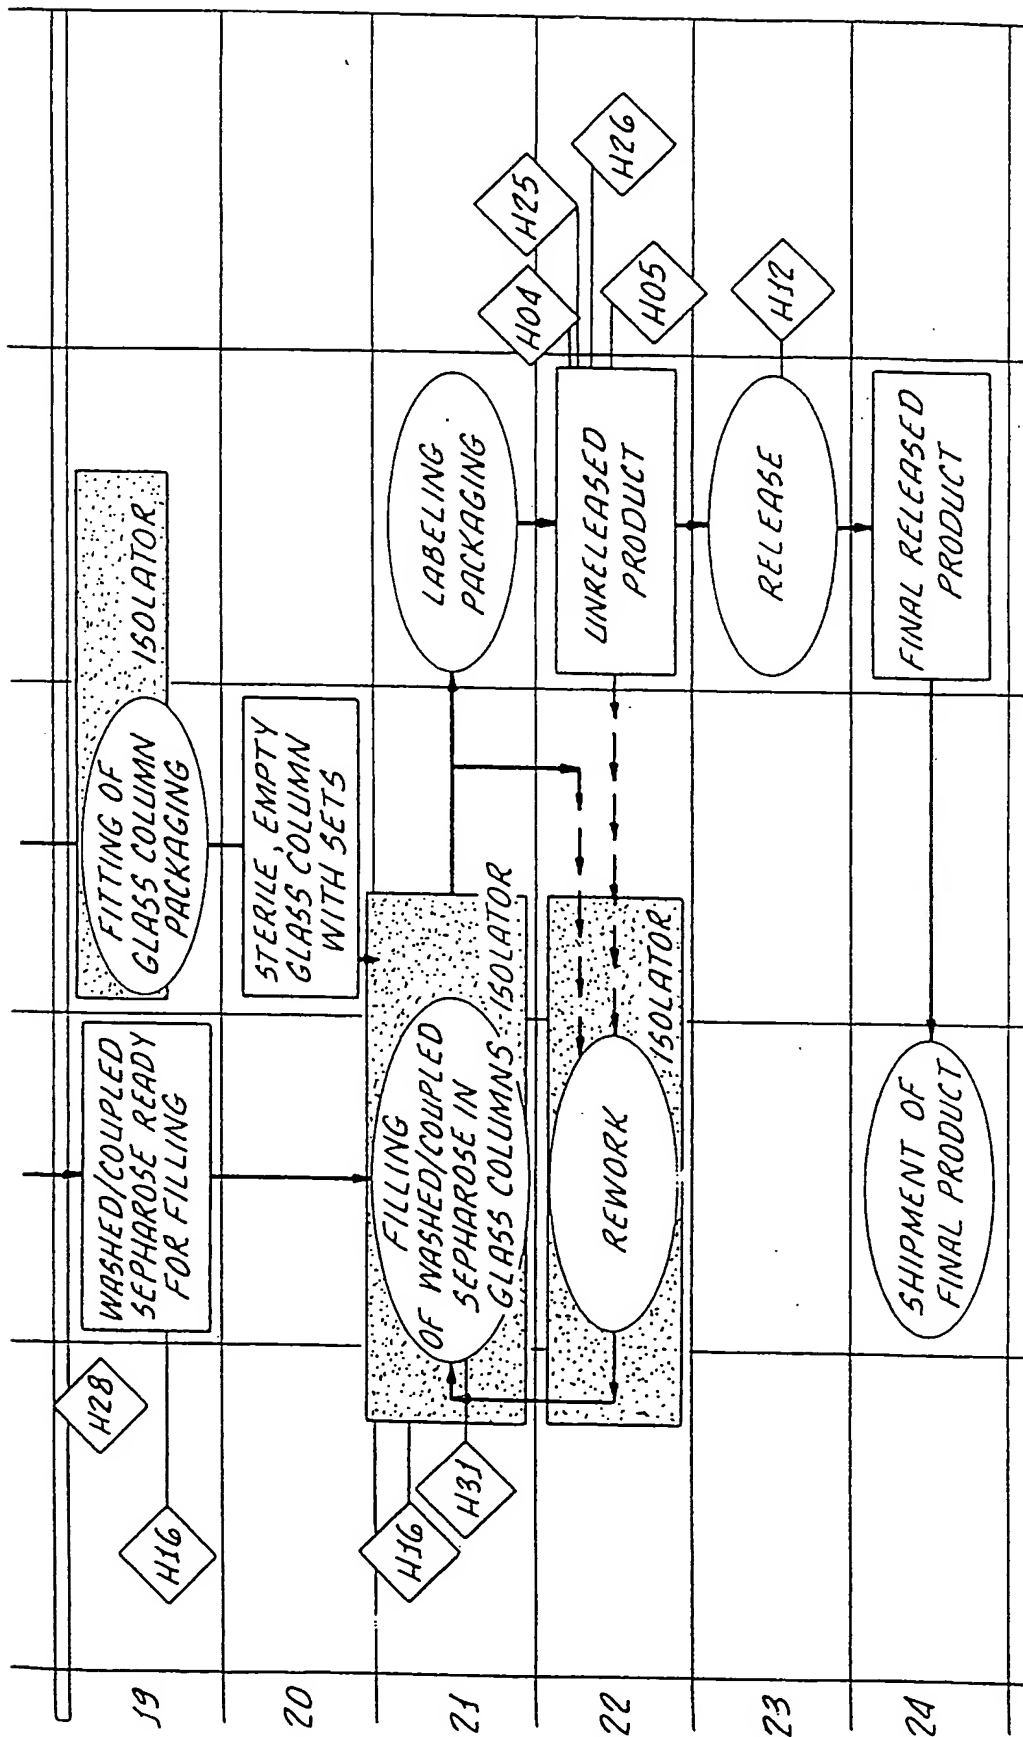 19
H28
H16
WASHED/COUPLED
SEPHAROSE READY
FOR FILLING
FITTING OF
GLASS COLUMN
PACKAGING
ISOLATOR
20
STERILE, EMPTY
GLASS COLUMN
WITH SETS
21
H16
H31
FILLING
OF WASHED/COUPLED
SEPHAROSE IN
GLASS COLUMNS
ISOLATOR
LABELING
PACKAGING
22
REWORK
ISOLATOR
UNRELEASED
PRODUCT
H04
H25
H26
H05
23
RELEASE
H12
24
SHIPMENT OF
FINAL PRODUCT
FINAL RELEASED
PRODUCT